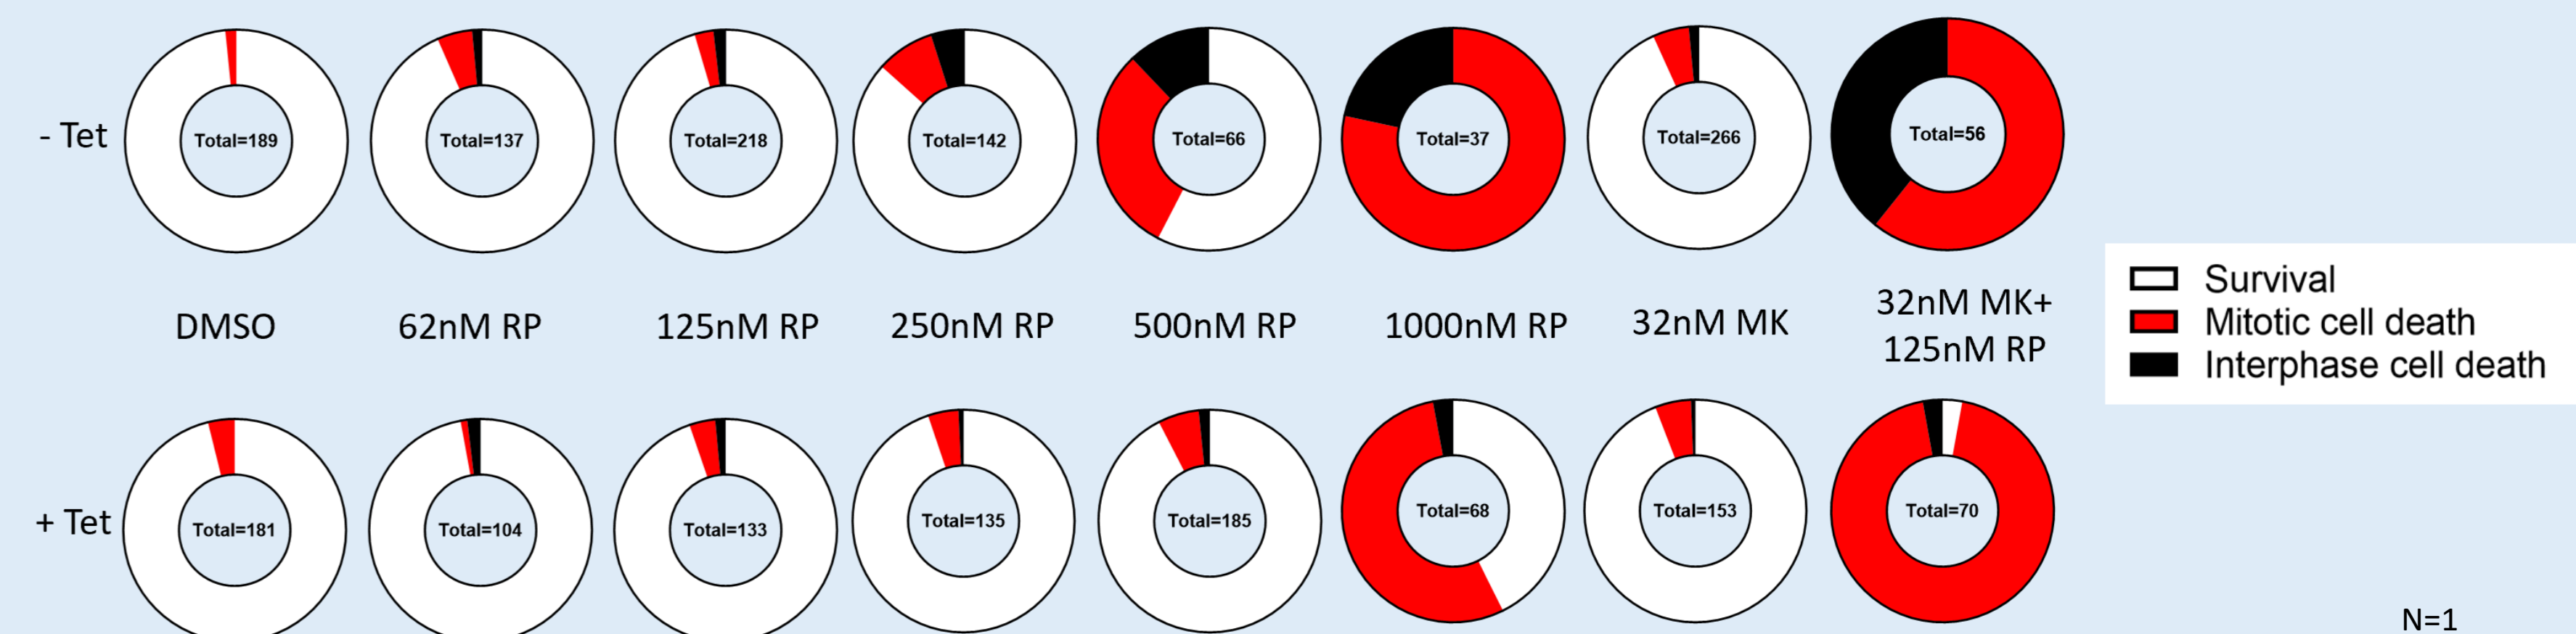 - Tet
Total=189
Total=137
Total=218
Total=142
Total=66
Total=37
Total=266
Total=56
DMSO
62nM RP
125nM RP
250nM RP
500nM RP
1000nM RP
32nM MK
32nM MK+
125nM RP
Survival
Mitotic cell death
Interphase cell death
+ Tet
Total=181
Total=104
Total=133
Total=135
Total=185
Total=68
Total=153
Total=70
N=1